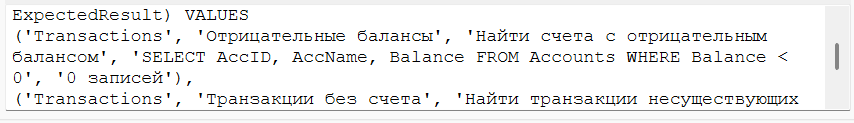 ExpectedResult) VALUES
('Transactions', 'Отрицательные балансы', 'Найти счета с отрицательным
балансом', 'SELECT AccID, AccName, Balance FROM Accounts WHERE Balance <
0', '0 записей'),
('Transactions', 'Транзакции без счета', 'Найти транзакции несуществующих